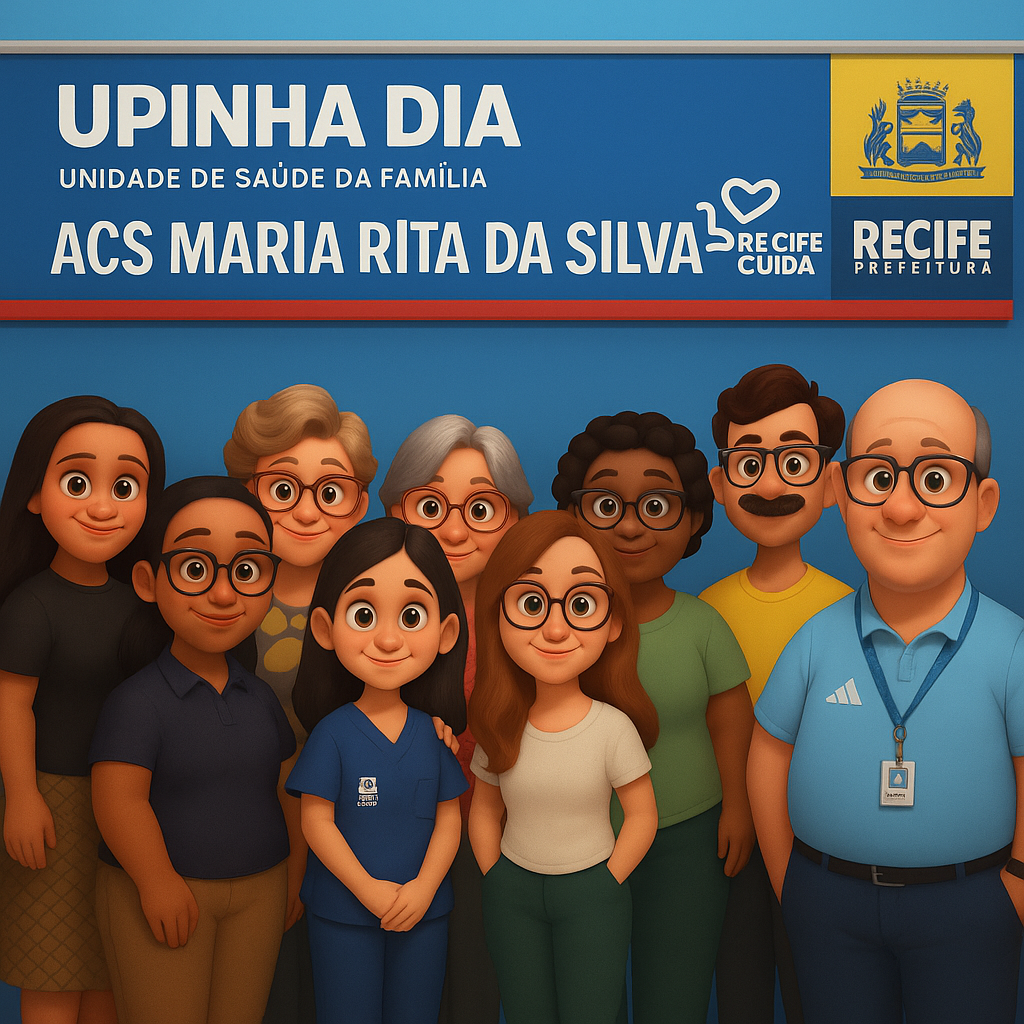 UPINHA DIA
UNIDADE DE SAÚDE DA FAMÍLIA
ACS MARIA RITA DA SILVA
RECIFE
CUIDA
RECIFE
PREFEITURA